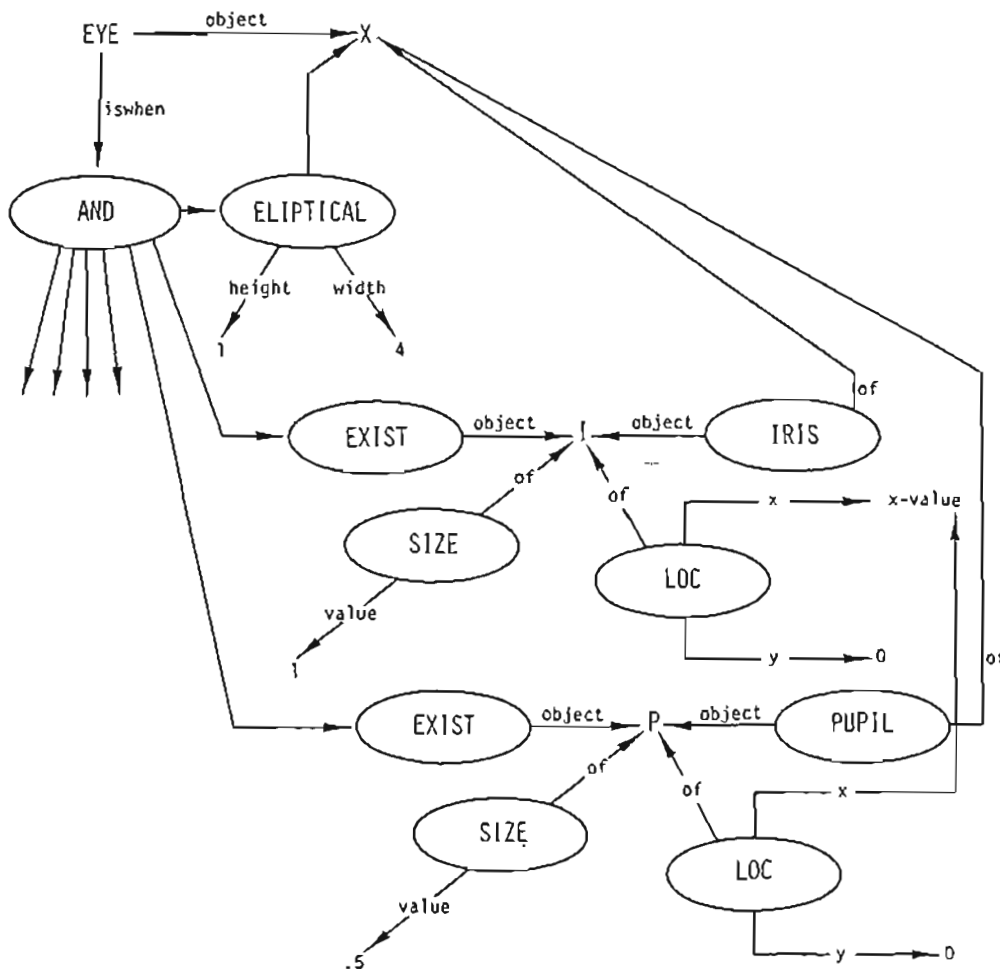 EYE object X
iswhen
AND ELIPTICAL
height width
1 4
of
EXIST object I object IRIS
of of
x x-value
SIZE
LOC
value
1
y 0
of
EXIST object P object PUPIL
of
of x
SIZE
LOC
value
.5
y 0